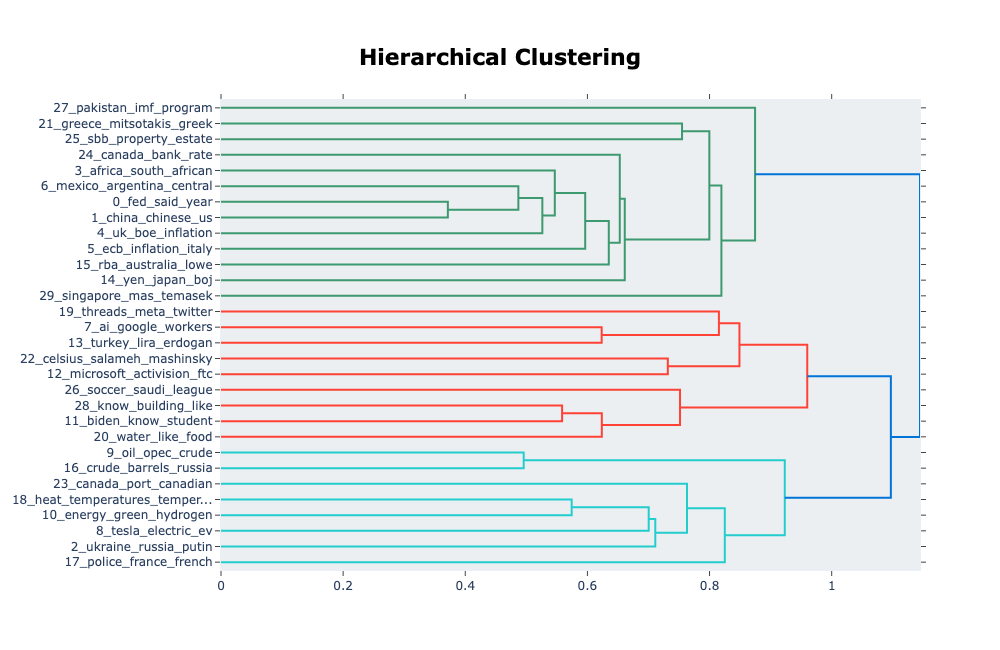 Hierarchical Clustering
27_pakistan_imf_program
21_greece_mitsotakis_greek
25_sbb_property_estate
24_canada_bank_rate
3_africa_south_african
6_mexico_argentina_central
0_fed_said_year
1_china_chinese_us
4_uk_boe_inflation
5_ecb_inflation_italy
15_rba_australia_lowe
14_yen_japan_boj
29_singapore_mas_temasek
19_threads_meta_twitter
7_ai_google_workers
13_turkey_lira_erdogan
22_celsius_salameh_mashinsky
12_microsoft_activision_ftc
26_soccer_saudi_league
28_know_building_like
11_biden_know_student
20_water_like_food
9_oil_opec_crude
16_crude_barrels_russia
23_canada_port_canadian
18_heat_temperatures_temper...
10_energy_green_hydrogen
8_tesla_electric_ev
2_ukraine_russia_putin
17_police_france_french
0 0.2 0.4 0.6 0.8 1